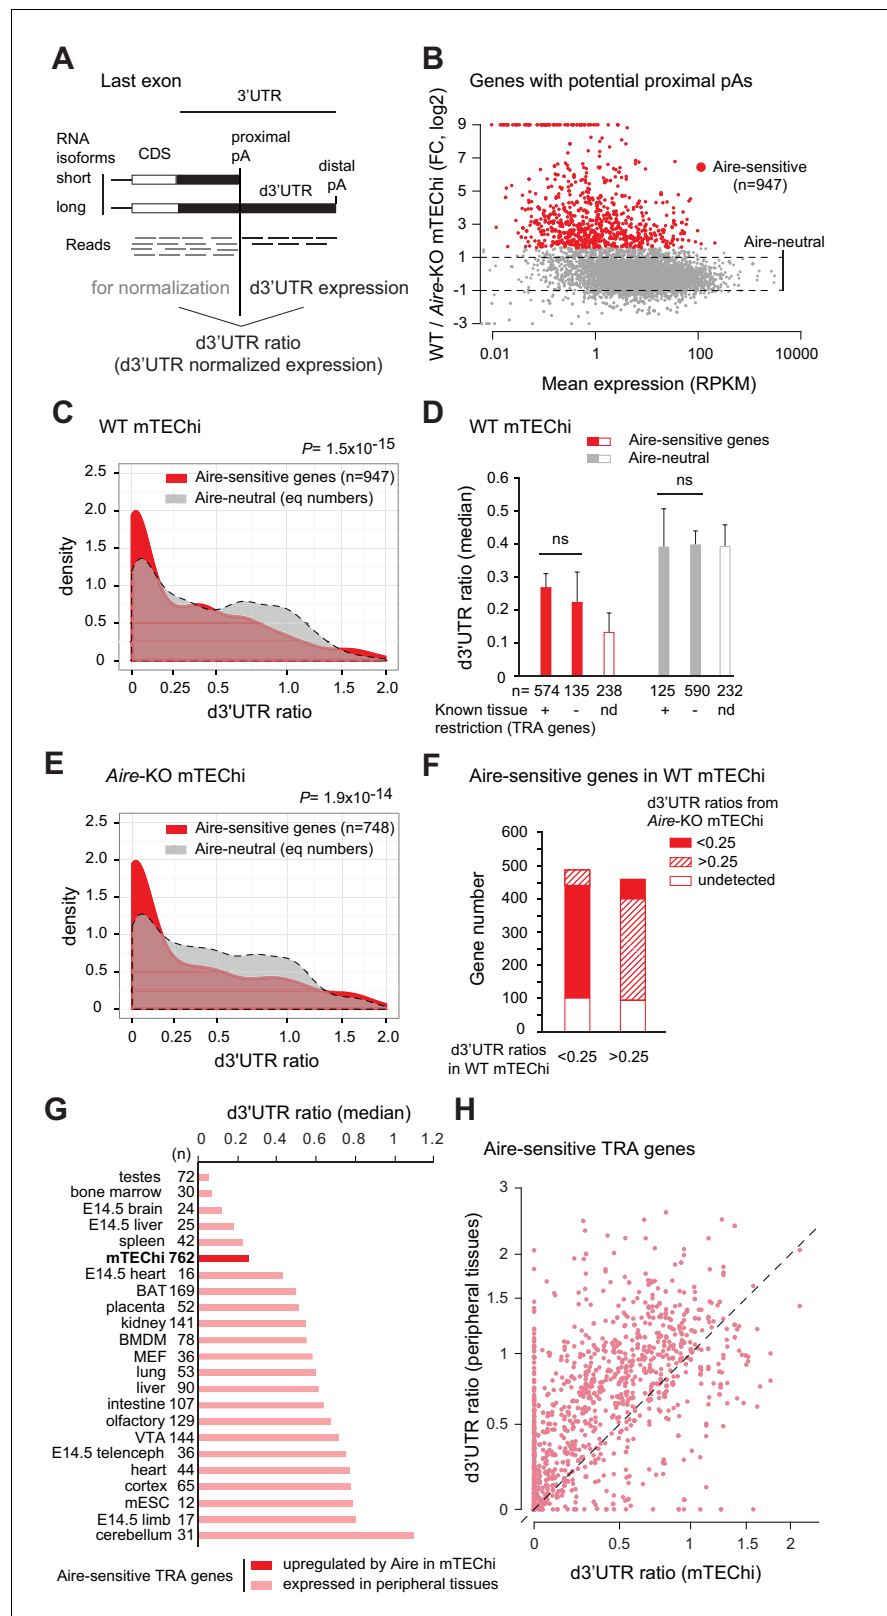 A
Last exon
3'UTR
RNA isoforms
CDS
proximal pA
distal pA
short
d3'UTR
long
Reads
for normalization
d3'UTR expression
d3'UTR ratio
(d3'UTR normalized expression)
B
Genes with potential proximal pAs
WT / Aire-KO mTEChi (FC, log2)
9
7
5
3
1
-1
-3
Aire-sensitive
(n=947)
Aire-neutral
0.01
1
100
10000
Mean expression (RPKM)
C
WT mTEChi
P= 1.5x10-15
Aire-sensitive genes (n=947)
Aire-neutral (eq numbers)
density
2.5
2.0
1.5
1.0
0.5
0
0 0.25 0.5 1.0 1.5 2.0
d3'UTR ratio
D
WT mTEChi
Aire-sensitive genes
Aire-neutral
d3'UTR ratio (median)
0.6
0.5
0.4
0.3
0.2
0.1
0
ns
ns
n= 574 135 238 125 590 232
Known tissue + - nd + - nd
restriction (TRA genes)
E
Aire-KO mTEChi
P= 1.9x10-14
Aire-sensitive genes (n=748)
Aire-neutral (eq numbers)
density
2.5
2.0
1.5
1.0
0.5
0
0 0.25 0.5 1.0 1.5 2.0
d3'UTR ratio
F
Aire-sensitive genes in WT mTEChi
d3'UTR ratios from
Aire-KO mTEChi
<0.25
>0.25
undetected
Gene number
600
500
400
300
200
100
0
d3'UTR ratios
in WT mTEChi
<0.25 >0.25
G
d3'UTR ratio (median)
0 0.2 0.4 0.6 0.8 1 1.2
(n)
testes 72
bone marrow 30
E14.5 brain 24
E14.5 liver 25
spleen 42
mTEChi 762
E14.5 heart 16
BAT 169
placenta 52
kidney 141
BMDM 78
MEF 36
lung 53
liver 90
intestine 107
olfactory 129
VTA 144
E14.5 telenceph 36
heart 44
cortex 65
mESC 12
E14.5 limb 17
cerebellum 31
Aire-sensitive TRA genes
upregulated by Aire in mTEChi
expressed in peripheral tissues
H
Aire-sensitive TRA genes
d3'UTR ratio (peripheral tissues)
3
2
1.5
1
0.5
0
0 0.5 1 2
d3'UTR ratio (mTEChi)